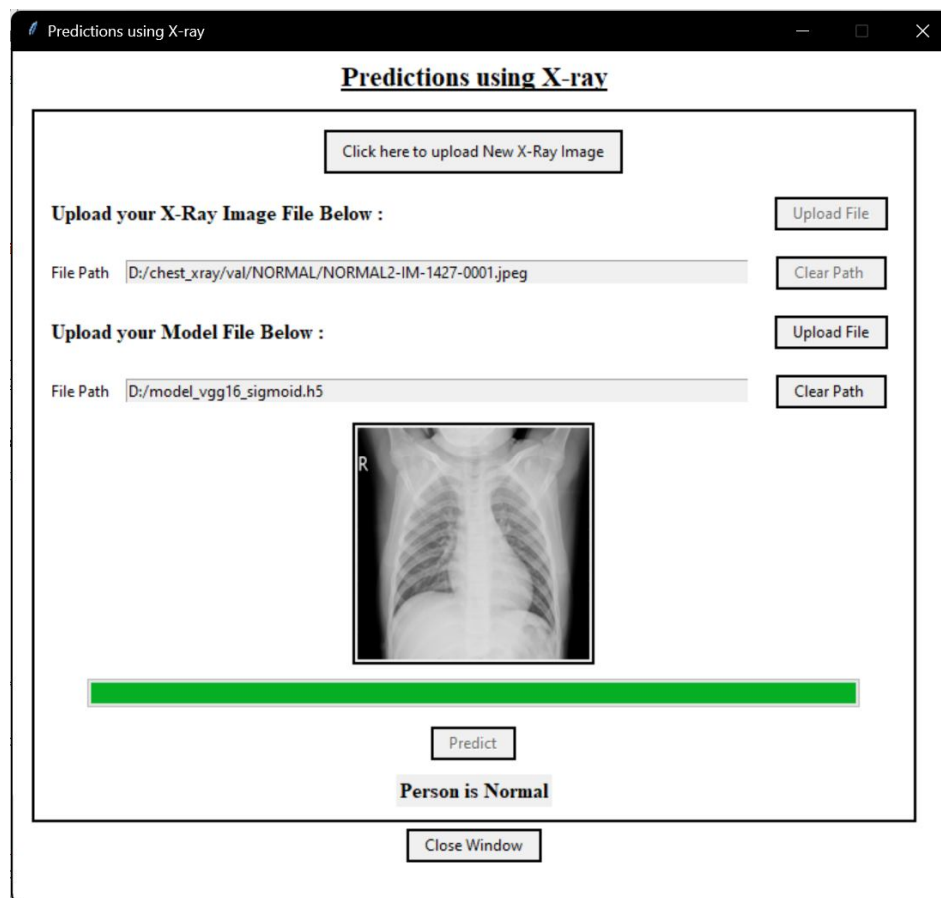 Predictions using X-ray
Predictions using X-ray
Click here to upload New X-Ray Image
Upload your X-Ray Image File Below : Upload File
File Path D:/chest_xray/val/NORMAL/NORMAL2-IM-1427-0001.jpeg Clear Path
Upload your Model File Below : Upload File
File Path D:/model_vgg16_sigmoid.h5 Clear Path
R
Predict
Person is Normal
Close Window